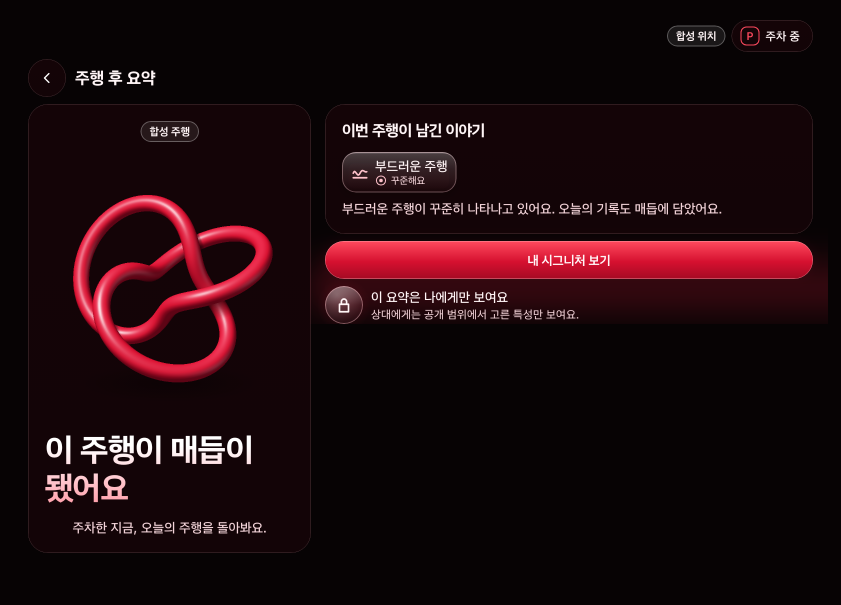 합성 위치
P 주차 중
주행 후 요약
합성 주행
이 주행이 매듭이
됐어요
주차한 지금, 오늘의 주행을 돌아봐요.
이번 주행이 남긴 이야기
부드러운 주행
꾸준해요
부드러운 주행이 꾸준히 나타나고 있어요. 오늘의 기록도 매듭에 담았어요.
내 시그니처 보기
이 요약은 나에게만 보여요
상대에게는 공개 범위에서 고른 특성만 보여요.